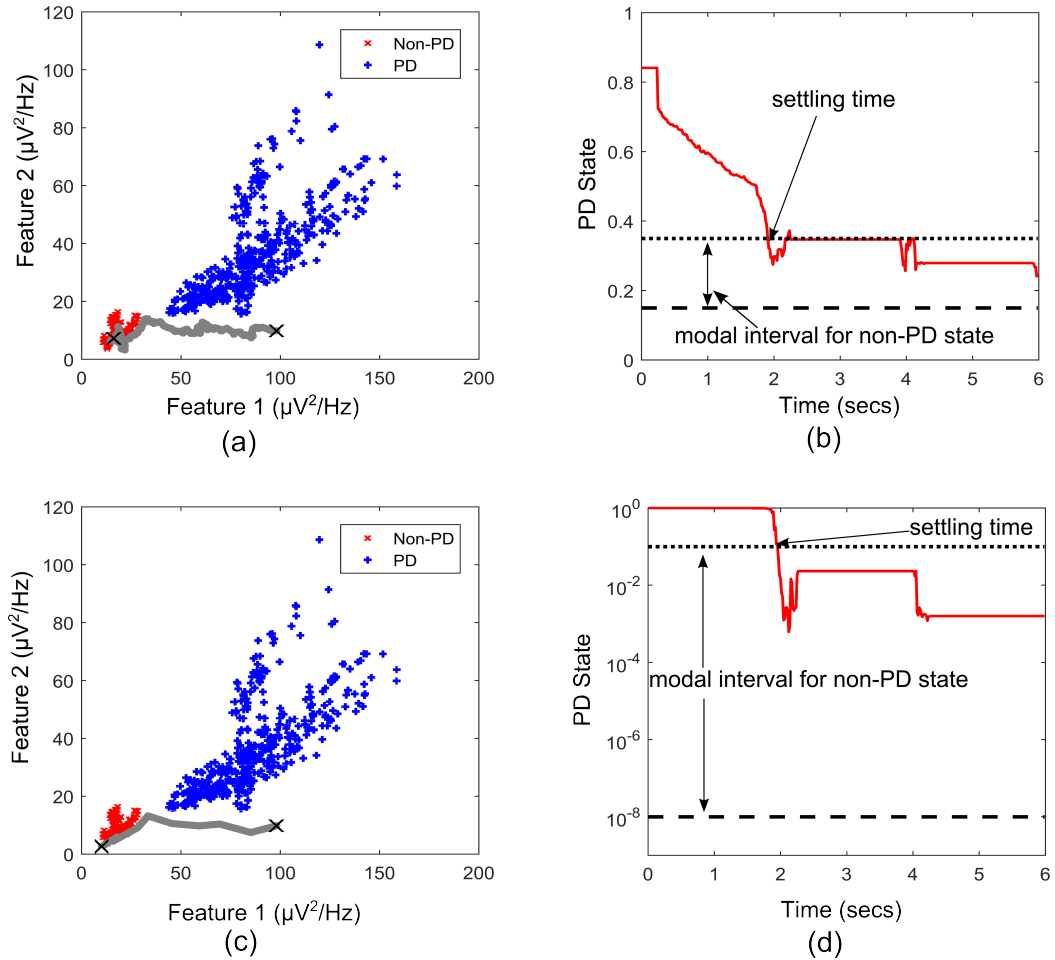 120
100
80
60
40
20
0
Feature 2 (µV²/Hz)
Non-PD
PD
0
50
100
150
200
Feature 1 (µV²/Hz)
(a)
1
0.8
0.6
0.4
0.2
0
PD State
settling time
modal interval for non-PD state
0
1
2
3
4
5
6
Time (secs)
(b)
120
100
80
60
40
20
0
Feature 2 (µV²/Hz)
Non-PD
PD
0
50
100
150
200
Feature 1 (µV²/Hz)
(c)
10⁰
10⁻²
10⁻⁴
10⁻⁶
10⁻⁸
PD State
settling time
modal interval for non-PD state
0
1
2
3
4
5
6
Time (secs)
(d)